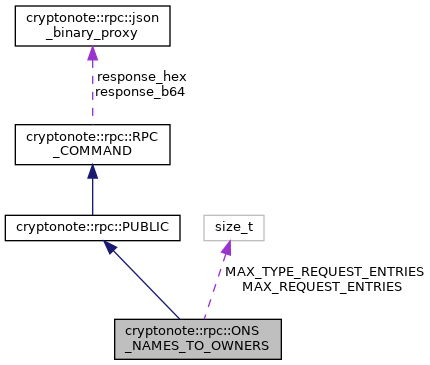 cryptonote::rpc::json
_binary_proxy
response_hex
response_b64
cryptonote::rpc::RPC
_COMMAND
cryptonote::rpc::PUBLIC
size_t
MAX_TYPE_REQUEST_ENTRIES
MAX_REQUEST_ENTRIES
cryptonote::rpc::ONS
_NAMES_TO_OWNERS